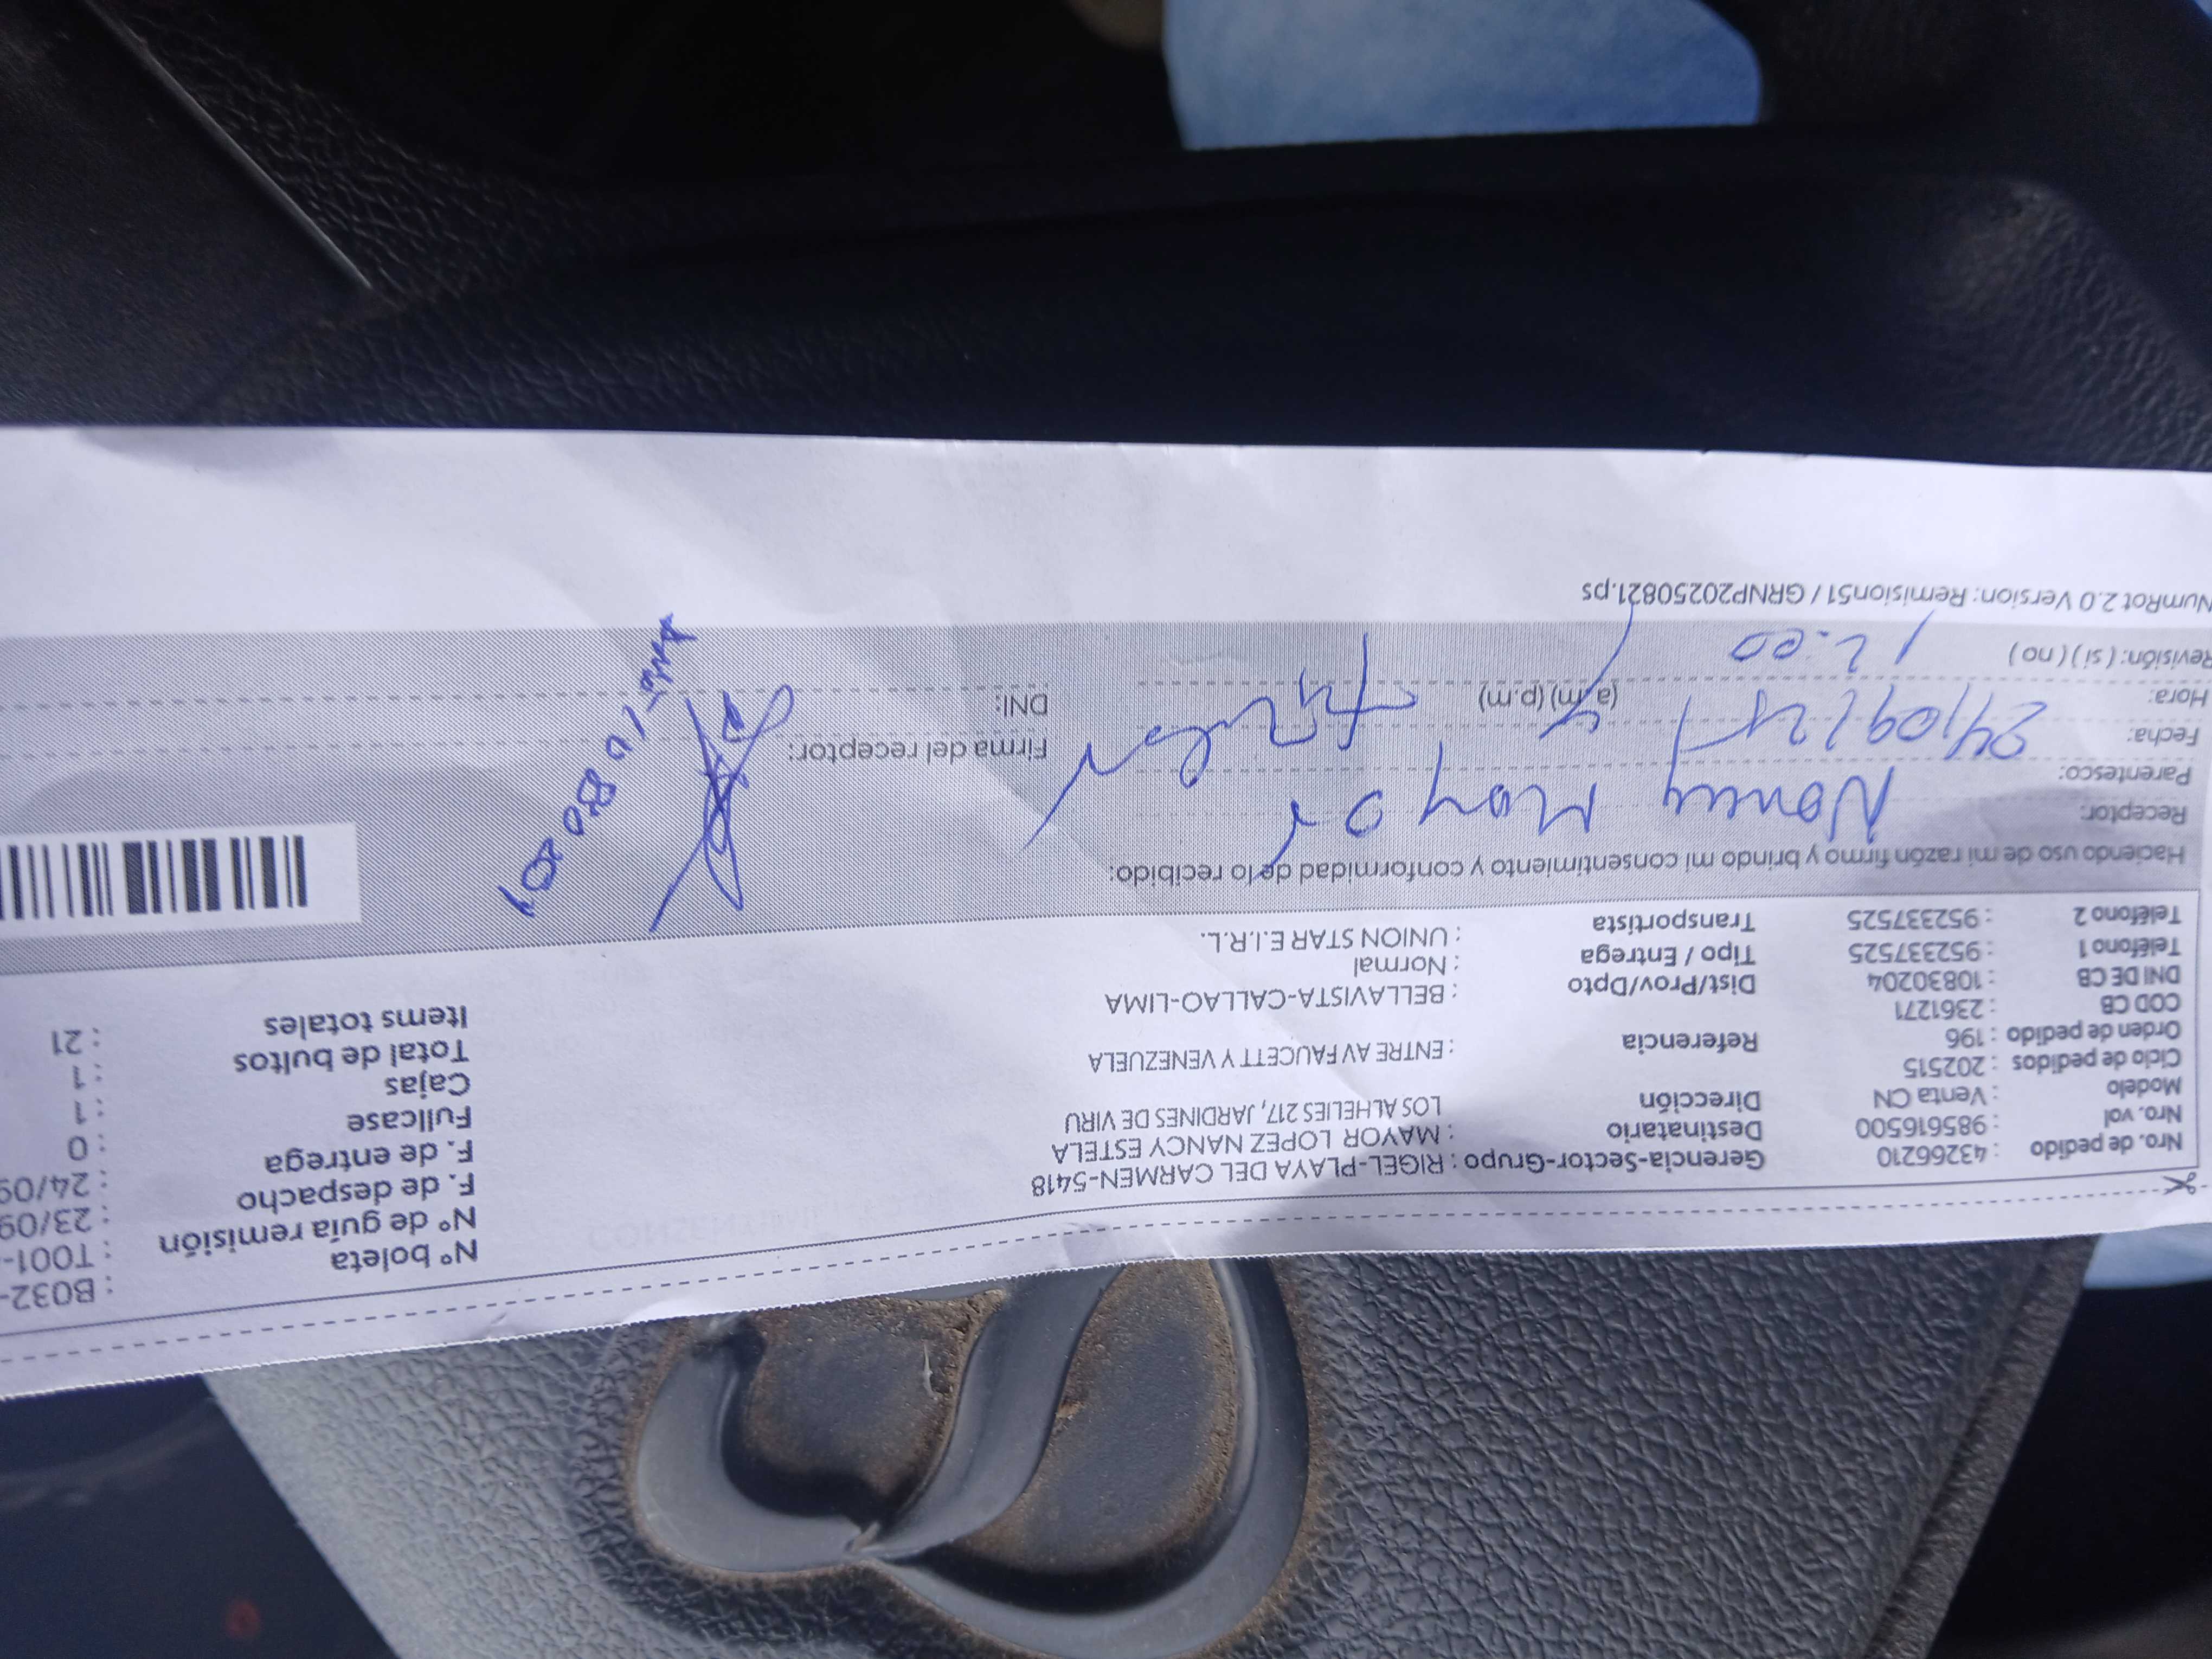 Nro. de pedido : 43266210
Nro. vol : 985616500
Modelo : Venta CN
Ciclo de pedidos : 202515
Orden de pedido : 196
COD CB : 2361271
DNI DE CB : 10830204
Teléfono 1 : 952337525
Teléfono 2 : 952337525
Gerencia-Sector-Grupo : RIGEL-PLAYA DEL CARMEN-5418
Destinatario : MAYOR LOPEZ NANCY ESTELA
Dirección LOS ALHELIES 217, JARDINES DE VIRU
Referencia : ENTRE AV FAUCETT Y VENEZUELA
Dist/Prov/Dpto : BELLAVISTA-CALLAO-LIMA
Tipo / Entrega : Normal
Transportista : UNION STAR E.I.R.L.
N° boleta : B032-
N° de guía remisión : T001-
F. de despacho : 23/09
F. de entrega : 24/09
Fullcase : 0
Cajas : 1
Total de bultos : 1
Items totales : 21
Haciendo uso de mi razón firmo y brindo mi consentimiento y conformidad de lo recibido:
Receptor: Nancy Mayor
Parentesco: Titular
Fecha: 24/09/25
Hora: 12:00 (a.m) (p.m)
Revisión: ( si ) ( no )
Firma del receptor:
DNI: 10830204
NumRot 2.0 Version: Remision51 / GRNP20250821.ps